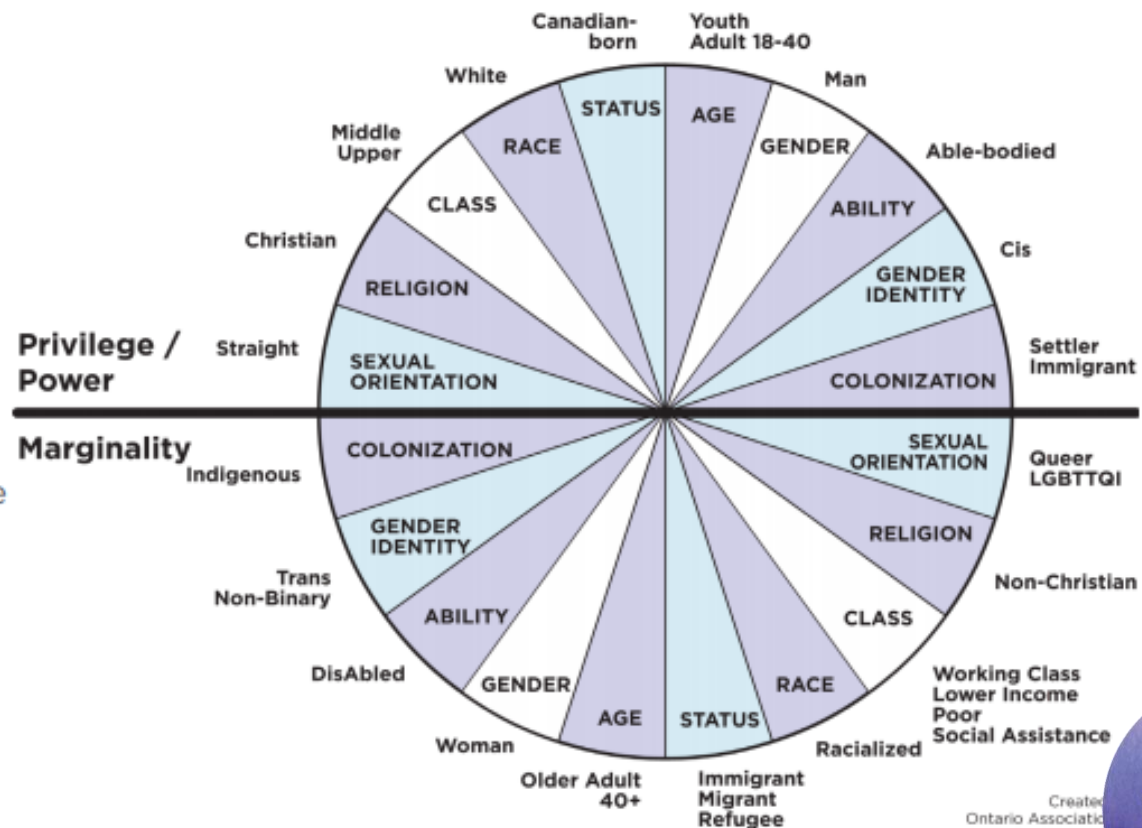 Canadian-
born
Youth
Adult 18-40
White
Man
STATUS
AGE
Middle
Upper
RACE
GENDER
Able-bodied
CLASS
ABILITY
Christian
Cis
RELIGION
GENDER
IDENTITY
Privilege /
Power
Straight
SEXUAL
ORIENTATION
COLONIZATION
Settler
Immigrant
Marginality
Indigenous
COLONIZATION
SEXUAL
ORIENTATION
Queer
LGBTTQI
e
GENDER
IDENTITY
RELIGION
Trans
Non-Binary
Non-Christian
ABILITY
CLASS
DisAbled
GENDER
RACE
Working Class
Lower Income
Poor
Social Assistance
AGE
STATUS
Woman
Racialized
Older Adult
40+
Immigrant
Migrant
Refugee
Created
Ontario